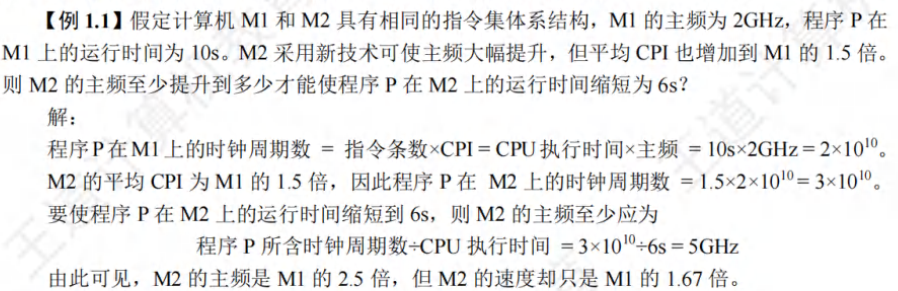 【例 1.1】假定计算机 M1 和 M2 具有相同的指令集体系结构，M1 的主频为 2GHz，程序 P 在
M1 上的运行时间为 10s。M2 采用新技术可使主频大幅提升，但平均 CPI 也增加到 M1 的 1.5 倍。
则 M2 的主频至少提升到多少才能使程序 P 在 M2 上的运行时间缩短为 6s?
解：
程序 P 在 M1 上的时钟周期数 = 指令条数×CPI = CPU 执行时间×主频 = 10s×2GHz = 2×10¹⁰。
M2 的平均 CPI 为 M1 的 1.5 倍，因此程序 P 在 M2 上的时钟周期数 = 1.5×2×10¹⁰ = 3×10¹⁰。
要使程序 P 在 M2 上的运行时间缩短到 6s，则 M2 的主频至少应为
程序 P 所含时钟周期数÷CPU 执行时间 = 3×10¹⁰÷6s = 5GHz
由此可见，M2 的主频是 M1 的 2.5 倍，但 M2 的速度却只是 M1 的 1.67 倍。